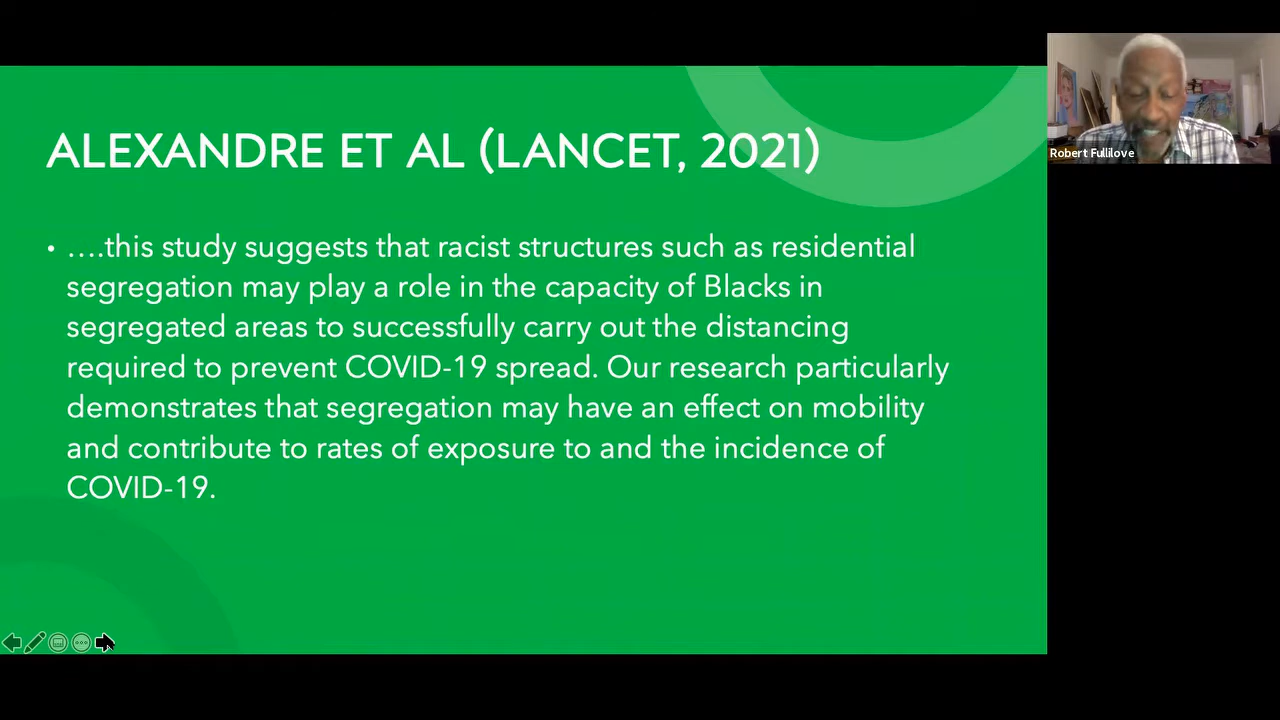 ALEXANDRE ET AL (LANCET, 2021)
• ....this study suggests that racist structures such as residential
segregation may play a role in the capacity of Blacks in
segregated areas to successfully carry out the distancing
required to prevent COVID-19 spread. Our research particularly
demonstrates that segregation may have an effect on mobility
and contribute to rates of exposure to and the incidence of
COVID-19.
Robert Fullilove